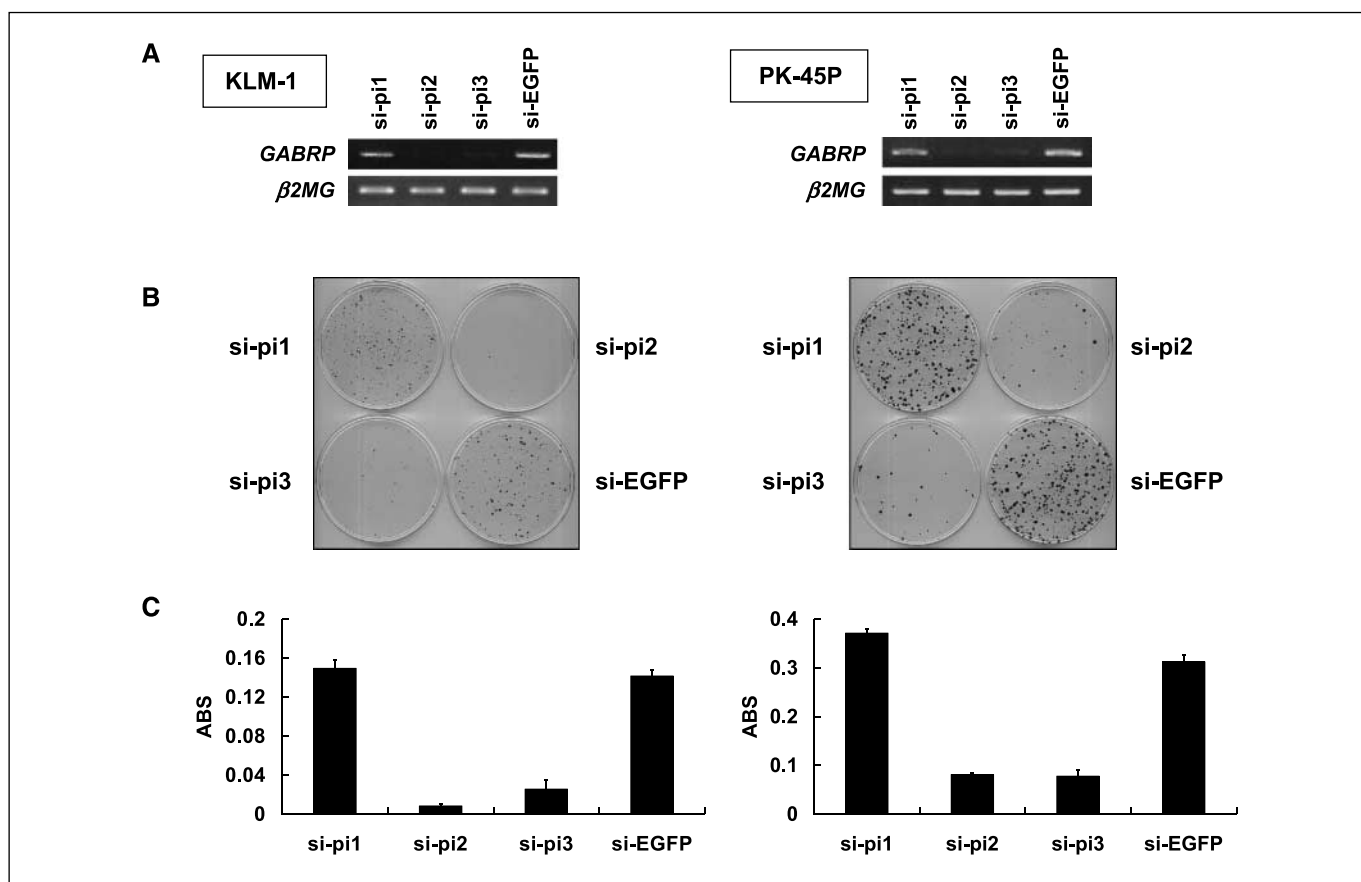 A
KLM-1
si-pi1 si-pi2 si-pi3 si-EGFP
GABRP
β2MG
PK-45P
si-pi1 si-pi2 si-pi3 si-EGFP
GABRP
β2MG
B
si-pi1 si-pi2
si-pi3 si-EGFP
si-pi1 si-pi2
si-pi3 si-EGFP
C
ABS
0.2
0.16
0.12
0.08
0.04
0
si-pi1 si-pi2 si-pi3 si-EGFP
ABS
0.4
0.3
0.2
0.1
0
si-pi1 si-pi2 si-pi3 si-EGFP